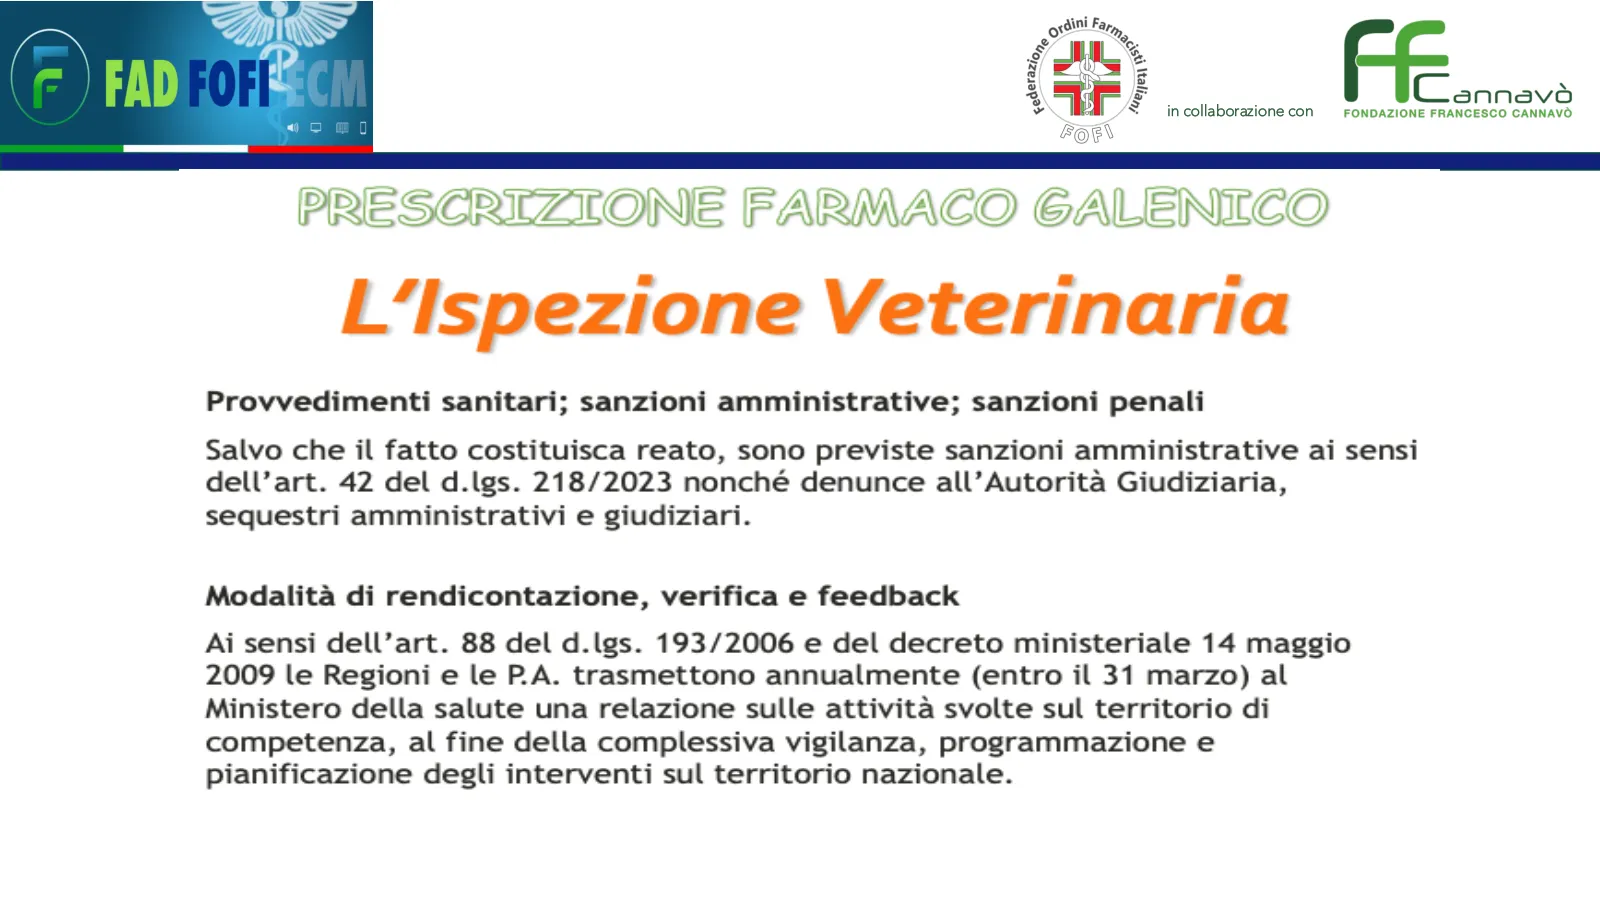 FAD FOFI ECM
Federazione Ordini Farmacisti Italiani
FOFI
in collaborazione con
FFC annavò
FONDAZIONE FRANCESCO CANNAVÒ
PRESCRIZIONE FARMACO GALENICO
L'Ispezione Veterinaria
Provvedimenti sanitari; sanzioni amministrative; sanzioni penali
Salvo che il fatto costituisca reato, sono previste sanzioni amministrative ai sensi
dell'art. 42 del d.lgs. 218/2023 nonché denunce all'Autorità Giudiziaria,
sequestri amministrativi e giudiziari.
Modalità di rendicontazione, verifica e feedback
Ai sensi dell'art. 88 del d.lgs. 193/2006 e del decreto ministeriale 14 maggio
2009 le Regioni e le P.A. trasmettono annualmente (entro il 31 marzo) al
Ministero della salute una relazione sulle attività svolte sul territorio di
competenza, al fine della complessiva vigilanza, programmazione e
pianificazione degli interventi sul territorio nazionale.